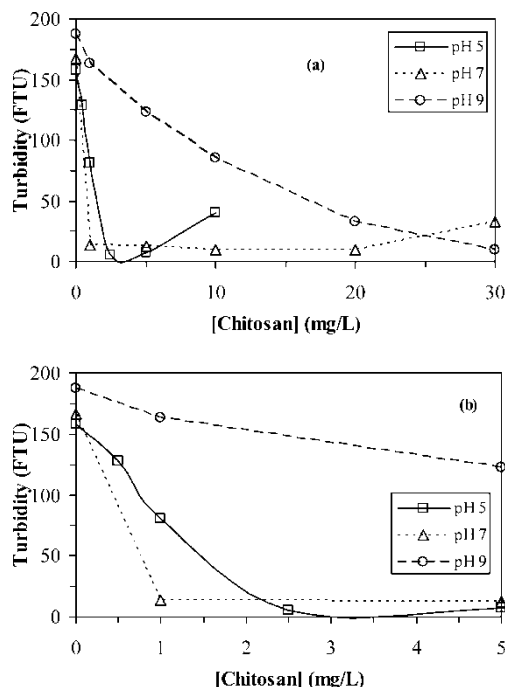 200
150
100
50
0
Turbidity (FTU)
(a)
pH 5
pH 7
pH 9
0 10 20 30
[Chitosan] (mg/L)
200
150
100
50
0
Turbidity (FTU)
(b)
pH 5
pH 7
pH 9
0 1 2 3 4 5
[Chitosan] (mg/L)